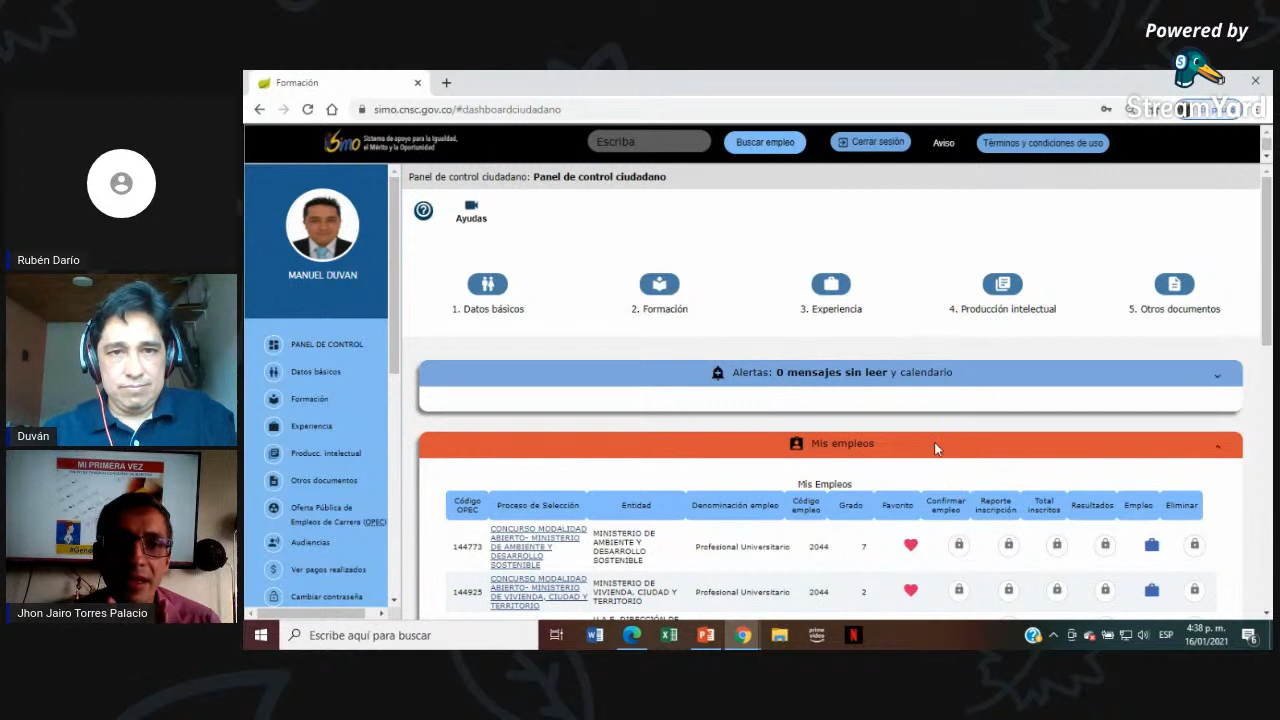 Powered by
StreamYard
Formación
simo.cnsc.gov.co/#dashboardciudadano
Simo Sistema de apoyo para la Igualdad,
el Mérito y la Oportunidad
Escriba
Buscar empleo
Cerrar sesión
Aviso
Términos y condiciones de uso
Panel de control ciudadano: Panel de control ciudadano
Ayudas
MANUEL DUVAN
1. Datos básicos
2. Formación
3. Experiencia
4. Producción intelectual
5. Otros documentos
PANEL DE CONTROL
Datos básicos
Formación
Experiencia
Producc. intelectual
Otros documentos
Oferta Pública de
Empleos de Carrera (OPEC)
Audiencias
Ver pagos realizados
Cambiar contraseña
Alertas: 0 mensajes sin leer y calendario
Mis empleos
Mis Empleos
Código OPEC
Proceso de Selección
Entidad
Denominación empleo
Código empleo
Grado
Favorito
Confirmar empleo
Reporte inscripción
Total inscritos
Resultados
Empleo
Eliminar
144773
CONCURSO MODALIDAD
ABIERTO- MINISTERIO
DE AMBIENTE Y
DESARROLLO
SOSTENIBLE
MINISTERIO DE
AMBIENTE Y
DESARROLLO
SOSTENIBLE
Profesional Universitario
2044
7
144925
CONCURSO MODALIDAD
ABIERTO- MINISTERIO
DE VIVIENDA, CIUDAD Y
TERRITORIO
MINISTERIO DE
VIVIENDA, CIUDAD Y
TERRITORIO
Profesional Universitario
2044
2
U.A.E. DIRECCIÓN DE
Escribe aquí para buscar
prime video
ESP
4:38 p. m.
16/01/2021
6
Rubén Darío
Duván
MI PRIMERA VEZ
Jhon Jairo Torres Palacio